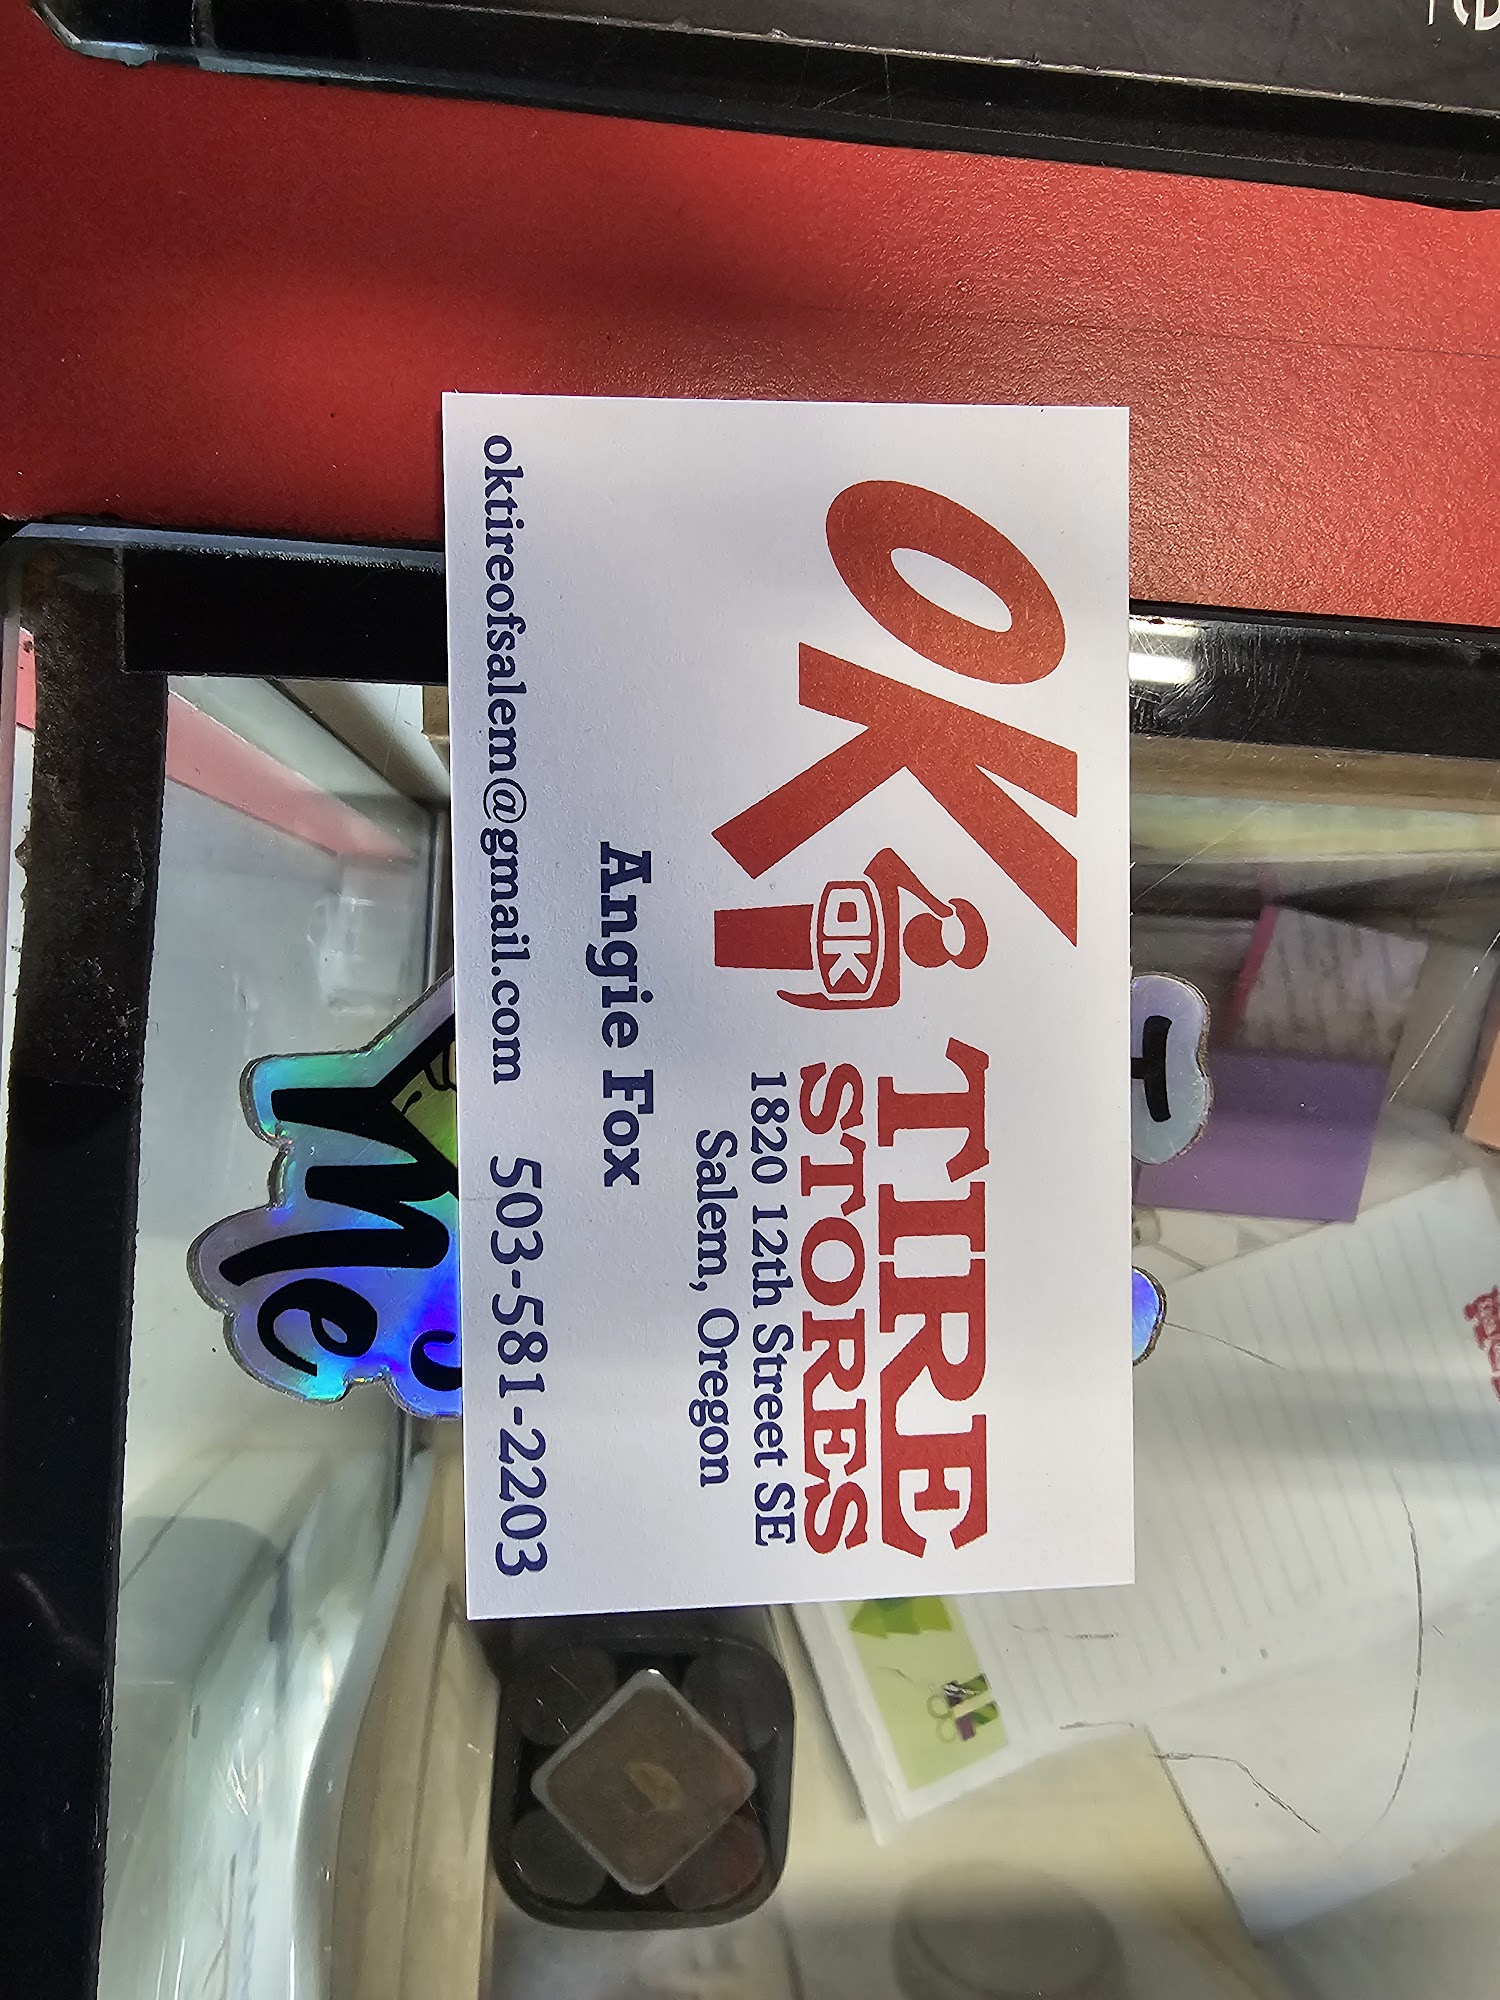 OK
OK
TIRE
STORES
1820 12th Street SE
Salem, Oregon
Angie Fox
oktireofsalem@gmail.com 503-581-2203
me